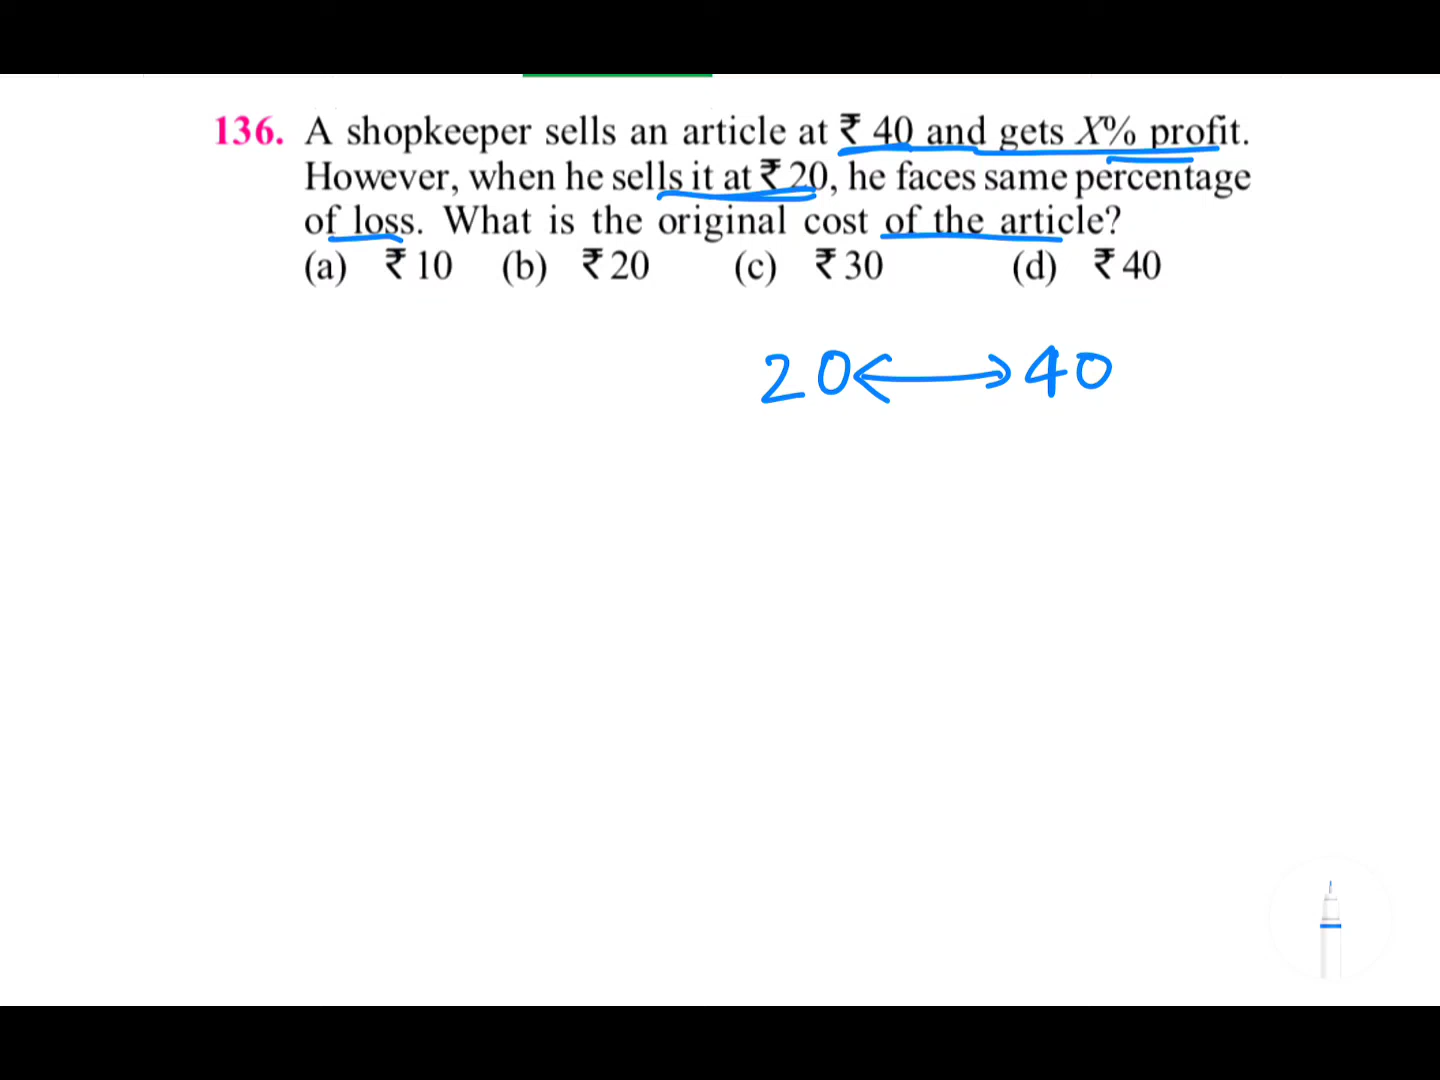 136. A shopkeeper sells an article at ₹ 40 and gets X% profit.
However, when he sells it at ₹ 20, he faces same percentage
of loss. What is the original cost of the article?
(a) ₹ 10 (b) ₹ 20 (c) ₹ 30 (d) ₹ 40
20 ↔ 40